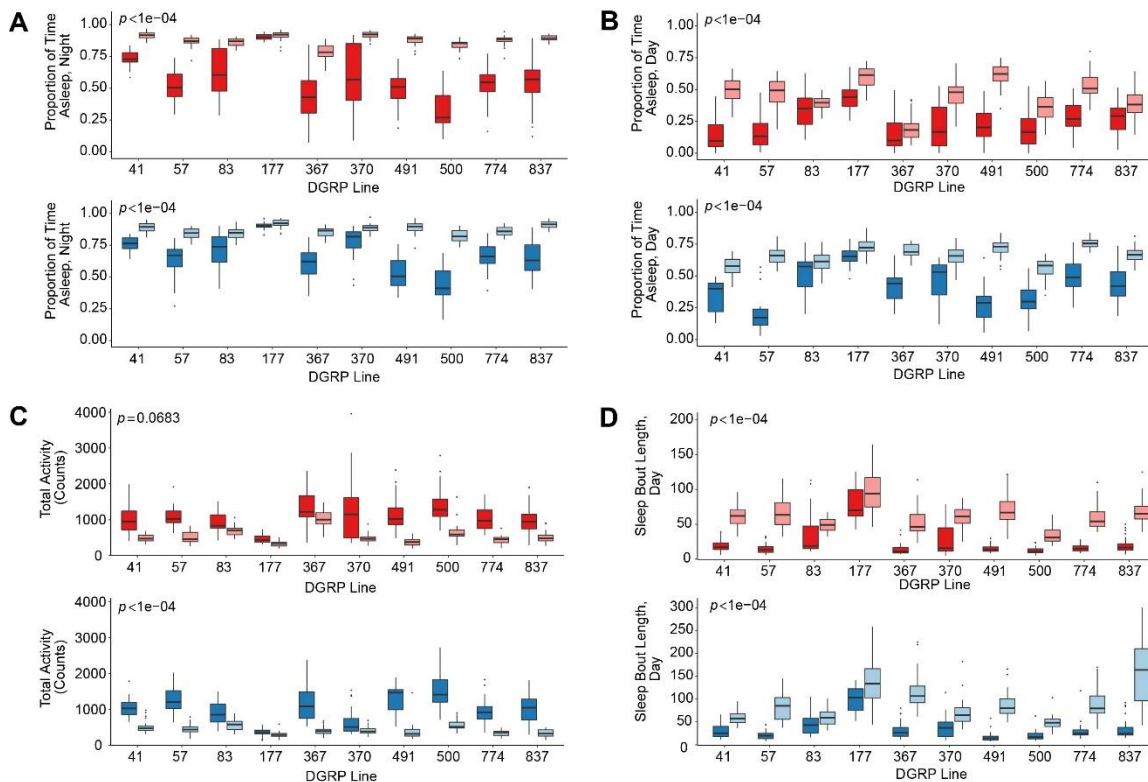 A
p<1e−04
Proportion of Time
Asleep, Night
1.00
0.75
0.50
0.25
0.00
41 57 83 177 367 370 491 500 774 837
DGRP Line
p<1e−04
Proportion of Time
Asleep, Night
1.00
0.75
0.50
0.25
0.00
41 57 83 177 367 370 491 500 774 837
DGRP Line
B
p<1e−04
Proportion of Time
Asleep, Day
1.00
0.75
0.50
0.25
0.00
41 57 83 177 367 370 491 500 774 837
DGRP Line
p<1e−04
Proportion of Time
Asleep, Day
1.00
0.75
0.50
0.25
0.00
41 57 83 177 367 370 491 500 774 837
DGRP Line
C
p=0.0683
Total Activity
(Counts)
4000
3000
2000
1000
0
41 57 83 177 367 370 491 500 774 837
DGRP Line
p<1e−04
Total Activity
(Counts)
4000
3000
2000
1000
0
41 57 83 177 367 370 491 500 774 837
DGRP Line
D
p<1e−04
Sleep Bout Length,
Day
200
150
100
50
0
41 57 83 177 367 370 491 500 774 837
DGRP Line
p<1e−04
Sleep Bout Length,
Day
300
250
200
150
100
50
0
41 57 83 177 367 370 491 500 774 837
DGRP Line